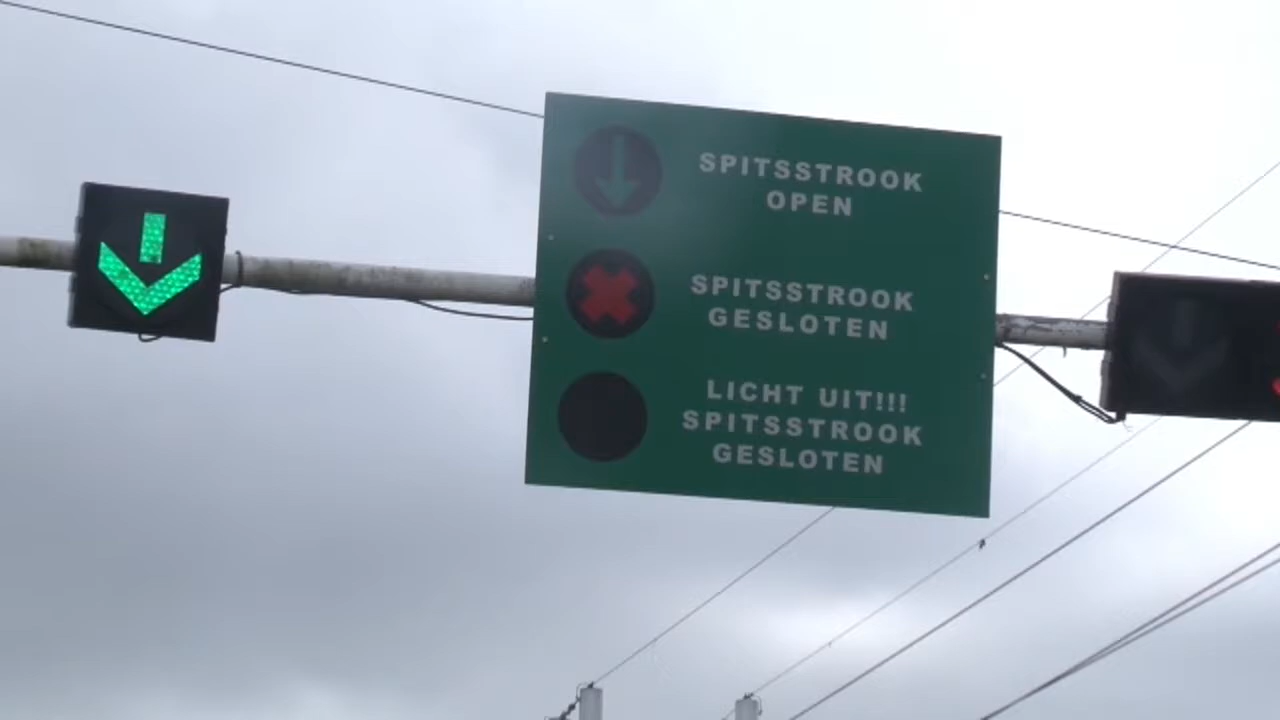 SPITSSTROOK
OPEN
SPITSSTROOK
GESLOTEN
LICHT UIT!!!
SPITSSTROOK
GESLOTEN